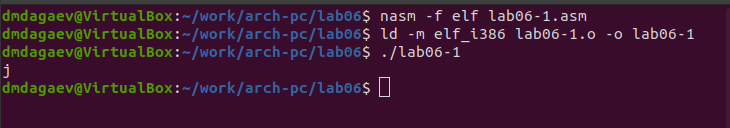 dmdagaev@VirtualBox:~/work/arch-pc/lab06$ nasm -f elf lab06-1.asm
dmdagaev@VirtualBox:~/work/arch-pc/lab06$ ld -m elf_i386 lab06-1.o -o lab06-1
dmdagaev@VirtualBox:~/work/arch-pc/lab06$ ./lab06-1
j
dmdagaev@VirtualBox:~/work/arch-pc/lab06$